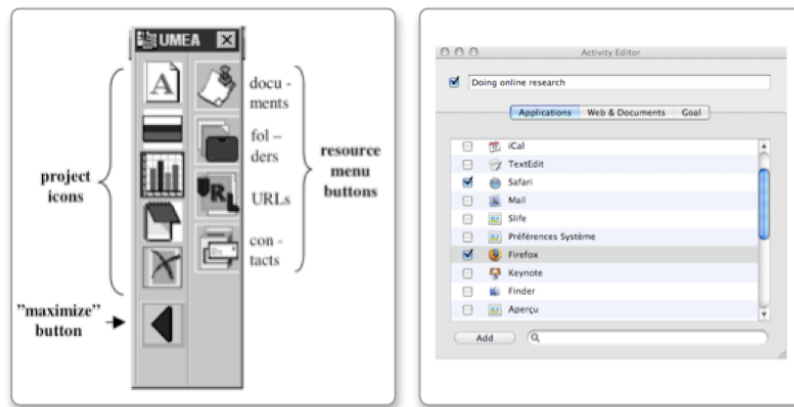 UMEA
A
docu -
ments
fol –
ders
URL
URLs
con -
tacts
project
icons
resource
menu
buttons
"maximize"
button
Activity Editor
Doing online research
Applications Web & Documents Goal
iCal
TextEdit
Safari
Mail
Slife
Préférences Système
Firefox
Keynote
Finder
Aperçu
Add